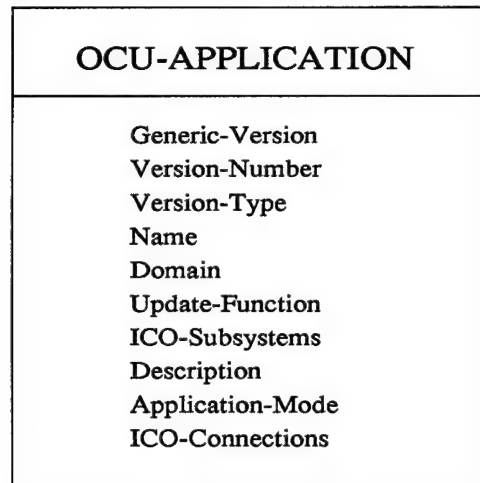 OCU-APPLICATION
Generic-Version
Version-Number
Version-Type
Name
Domain
Update-Function
ICO-Subsystems
Description
Application-Mode
ICO-Connections